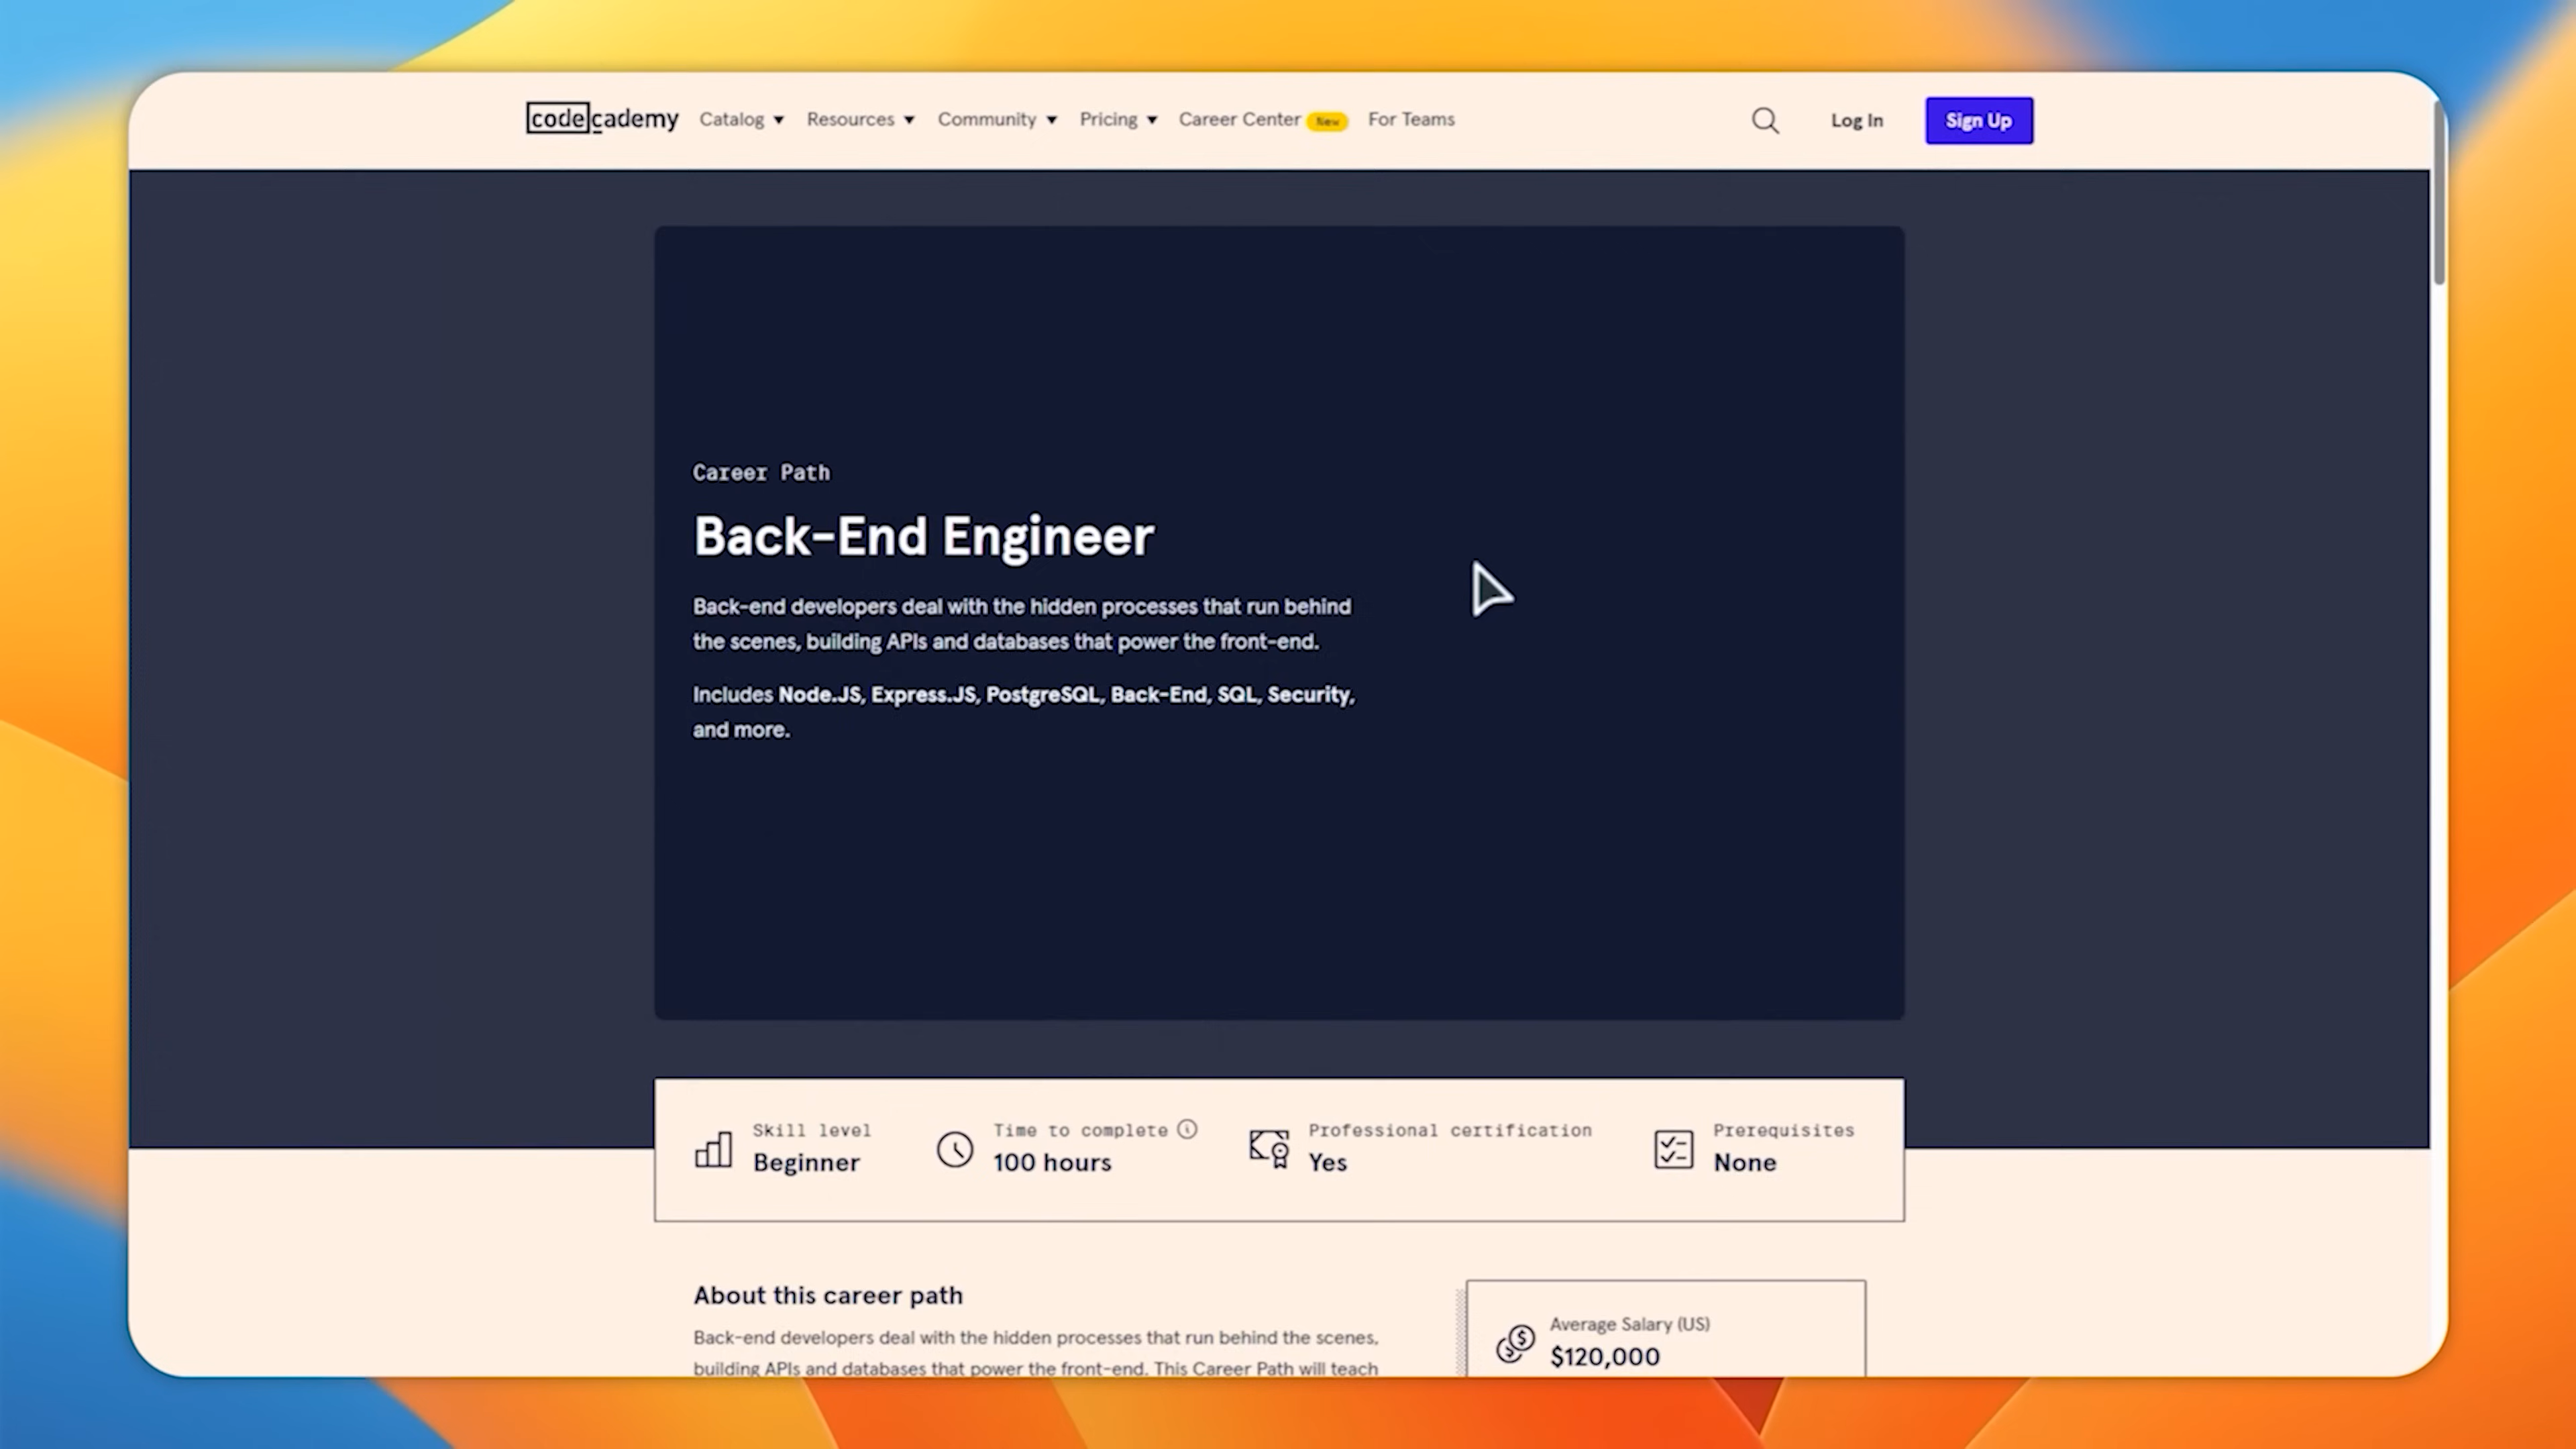 codecademy Catalog Resources Community Pricing Career Center New For Teams Log In Sign Up
Career Path
Back-End Engineer
Back-end developers deal with the hidden processes that run behind
the scenes, building APIs and databases that power the front-end.
Includes Node.JS, Express.JS, PostgreSQL, Back-End, SQL, Security,
and more.
Skill level
Beginner
Time to complete
100 hours
Professional certification
Yes
Prerequisites
None
About this career path
Back-end developers deal with the hidden processes that run behind the scenes,
building APIs and databases that power the front-end. This Career Path will teach
Average Salary (US)
$120,000